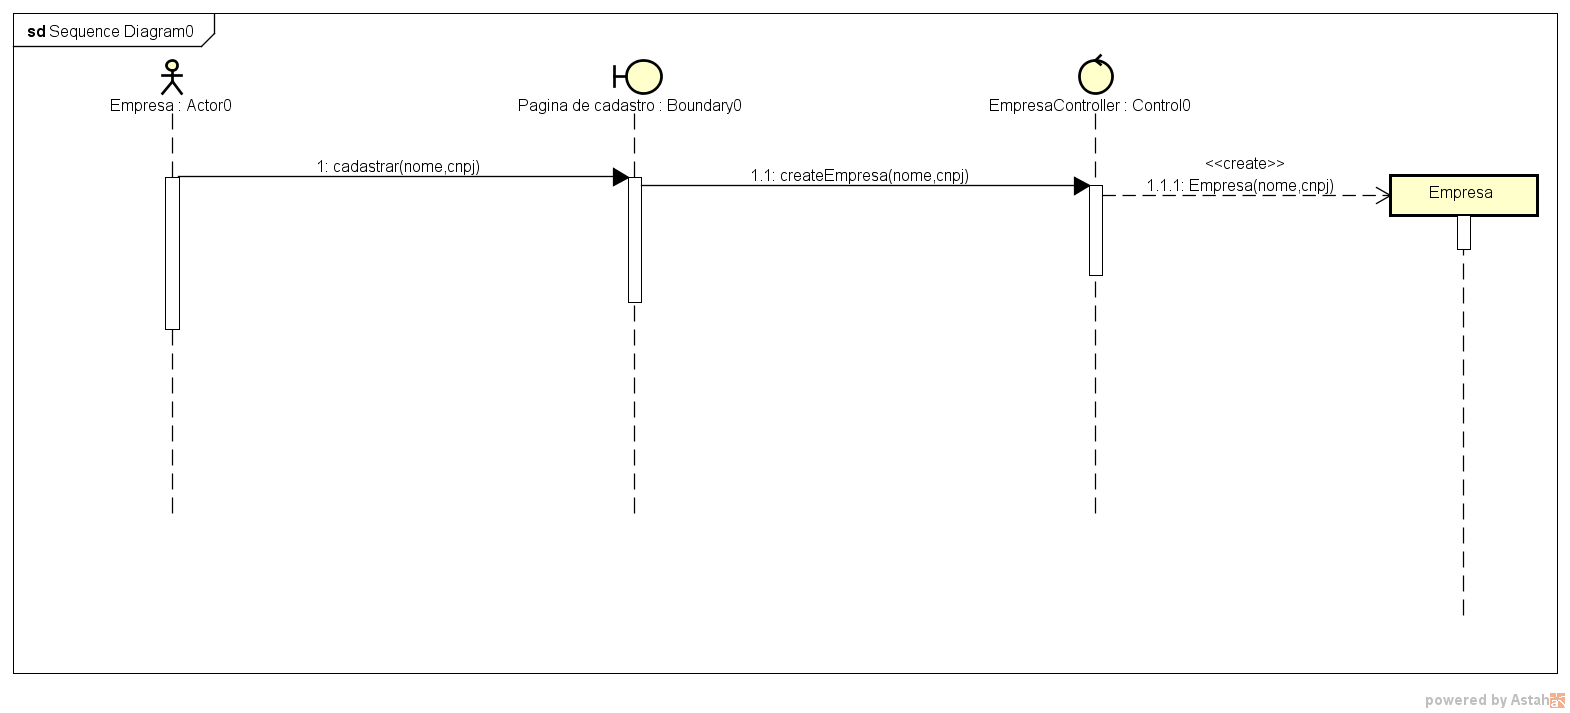 sd Sequence Diagram0
Empresa : Actor0
Pagina de cadastro : Boundary0
EmpresaController : Control0
1: cadastrar(nome,cnpj)
1.1: createEmpresa(nome,cnpj)
<<create>>
1.1.1: Empresa(nome,cnpj)
Empresa
powered by Astah